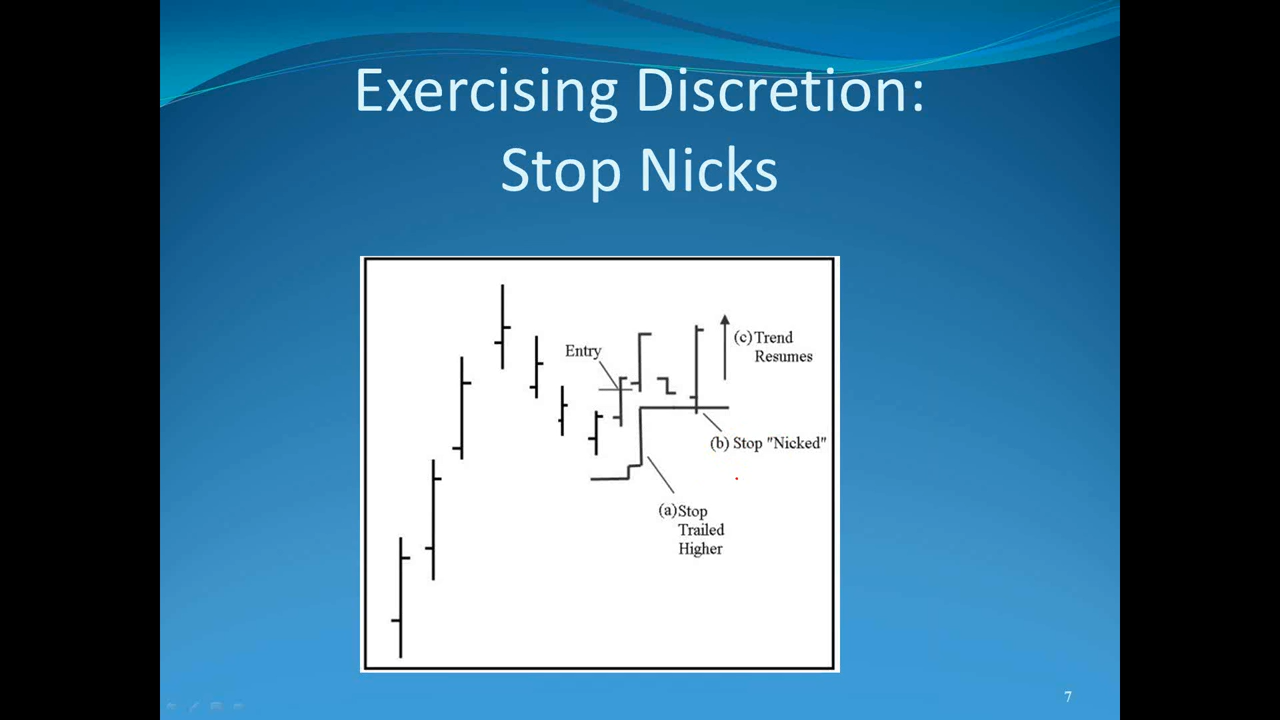 Exercising Discretion:
Stop Nicks
Entry
(c) Trend
Resumes
(b) Stop "Nicked"
(a) Stop
Trailed
Higher
7